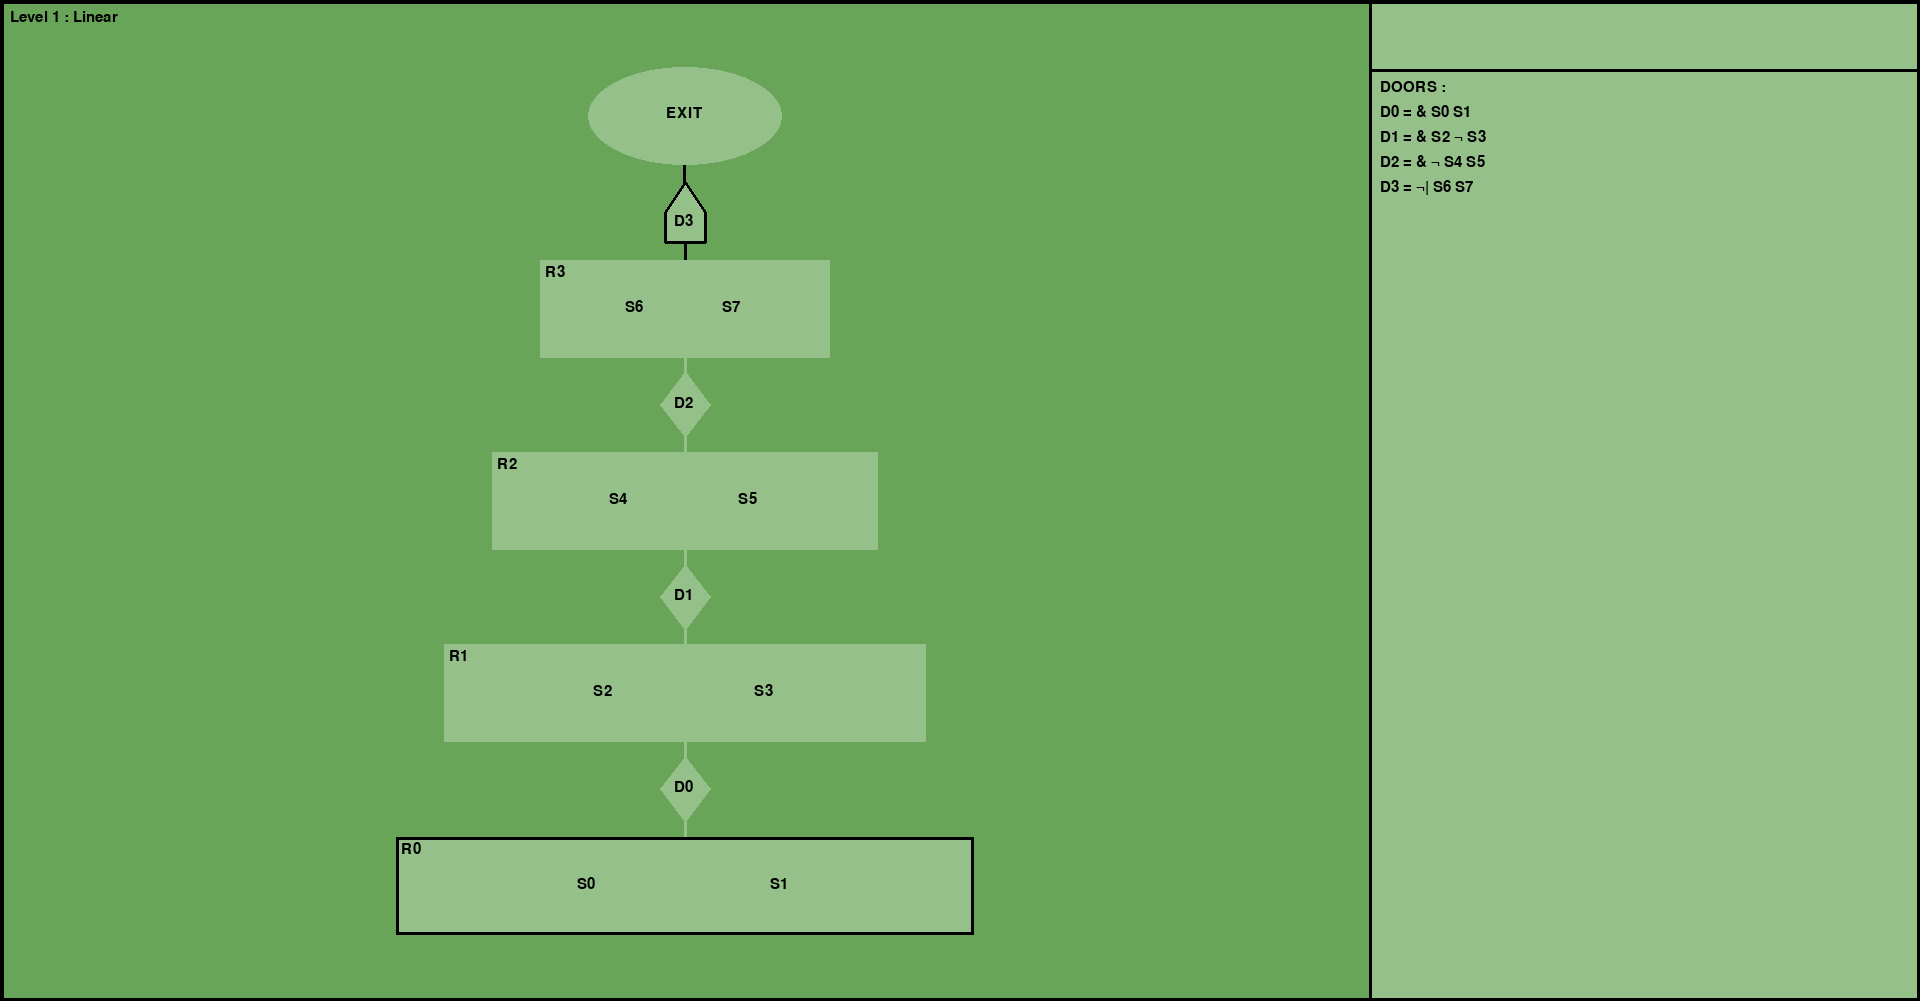 Level 1 : Linear
EXIT
D3
R3
S6 S7
D2
R2
S4 S5
D1
R1
S2 S3
D0
R0
S0 S1
DOORS :
D0 = & S0 S1
D1 = & S2 ¬ S3
D2 = & ¬ S4 S5
D3 = ¬| S6 S7